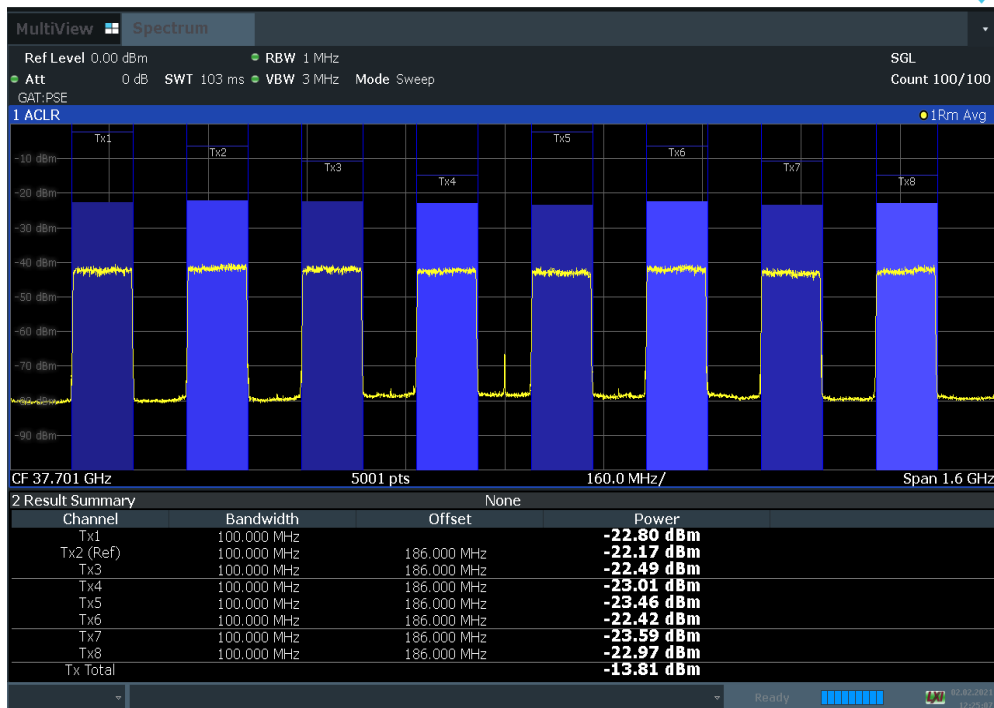 MultiView Spectrum
Ref Level 0.00 dBm RBW 1 MHz SGL
Att 0 dB SWT 103 ms VBW 3 MHz Mode Sweep Count 100/100
GAT:PSE
1 ACLR 1Rm Avg
Tx1 Tx5
Tx2 Tx6
-10 dBm
Tx3 Tx7
Tx4 Tx8
-20 dBm
-30 dBm
-40 dBm
-50 dBm
-60 dBm
-70 dBm
-90 dBm
CF 37.701 GHz 5001 pts 160.0 MHz/ Span 1.6 GHz
2 Result Summary None
Channel Bandwidth Offset Power
Tx1 100.000 MHz -22.80 dBm
Tx2 (Ref) 100.000 MHz 186.000 MHz -22.17 dBm
Tx3 100.000 MHz 186.000 MHz -22.49 dBm
Tx4 100.000 MHz 186.000 MHz -23.01 dBm
Tx5 100.000 MHz 186.000 MHz -23.46 dBm
Tx6 100.000 MHz 186.000 MHz -22.42 dBm
Tx7 100.000 MHz 186.000 MHz -23.59 dBm
Tx8 100.000 MHz 186.000 MHz -22.97 dBm
Tx Total -13.81 dBm
Ready 02.02.2021
12:25:07